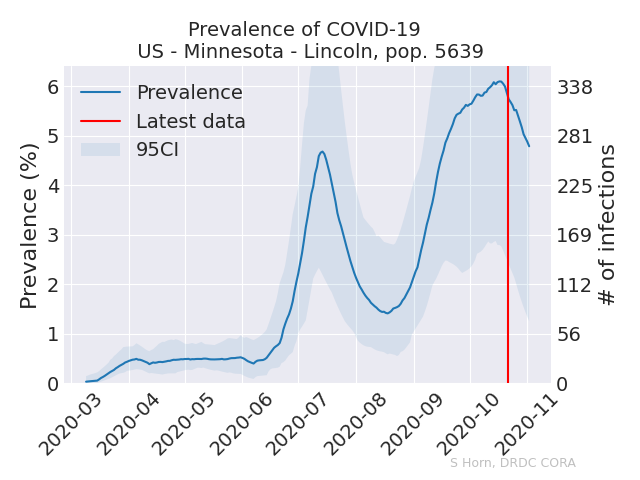 Prevalence of COVID-19
US - Minnesota - Lincoln, pop. 5639
Prevalence
Latest data
95CI
Prevalence (%)
6
5
4
3
2
1
0
338
281
225
169
112
56
0
# of infections
2020-03
2020-04
2020-05
2020-06
2020-07
2020-08
2020-09
2020-10
2020-11
S Horn, DRDC CORA